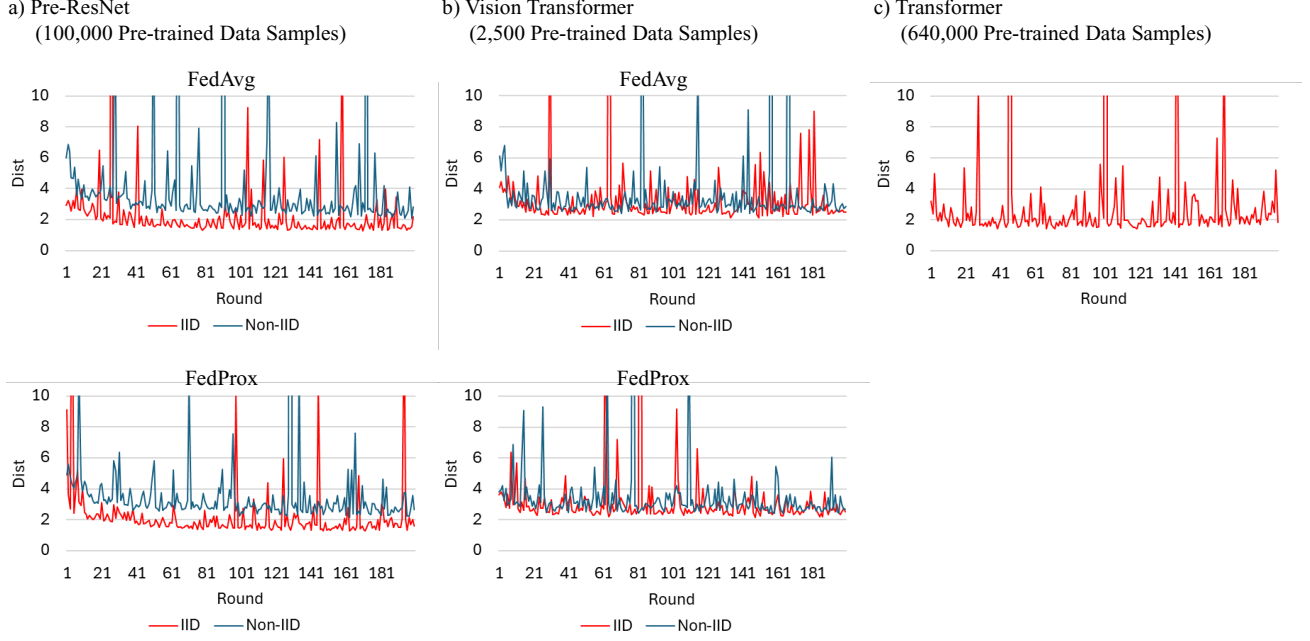 a) Pre-ResNet
(100,000 Pre-trained Data Samples)
b) Vision Transformer
(2,500 Pre-trained Data Samples)
c) Transformer
(640,000 Pre-trained Data Samples)
FedAvg
10
8
6
4
2
0
Dist
1 21 41 61 81 101 121 141 161 181
Round
IID Non-IID
FedAvg
10
8
6
4
2
0
Dist
1 21 41 61 81 101 121 141 161 181
Round
IID Non-IID
10
8
6
4
2
0
Dist
1 21 41 61 81 101 121 141 161 181
Round
FedProx
10
8
6
4
2
0
Dist
1 21 41 61 81 101 121 141 161 181
Round
IID Non-IID
FedProx
10
8
6
4
2
0
Dist
1 21 41 61 81 101 121 141 161 181
Round
IID Non-IID